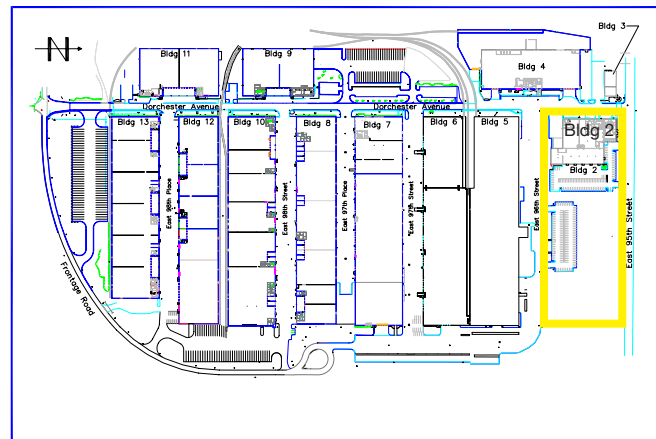 Bldg 3
N
Bldg 11
Bldg 9
Bldg 4
Dorchester Avenue
Dorchester Avenue
Bldg 13
Bldg 12
Bldg 10
Bldg 8
Bldg 7
Bldg 6
Bldg 5
Bldg 2
Bldg 2
East 98th Place
East 98th Street
East 97th Place
East 97th Street
East 96th Street
East 95th Street
Frontage Road